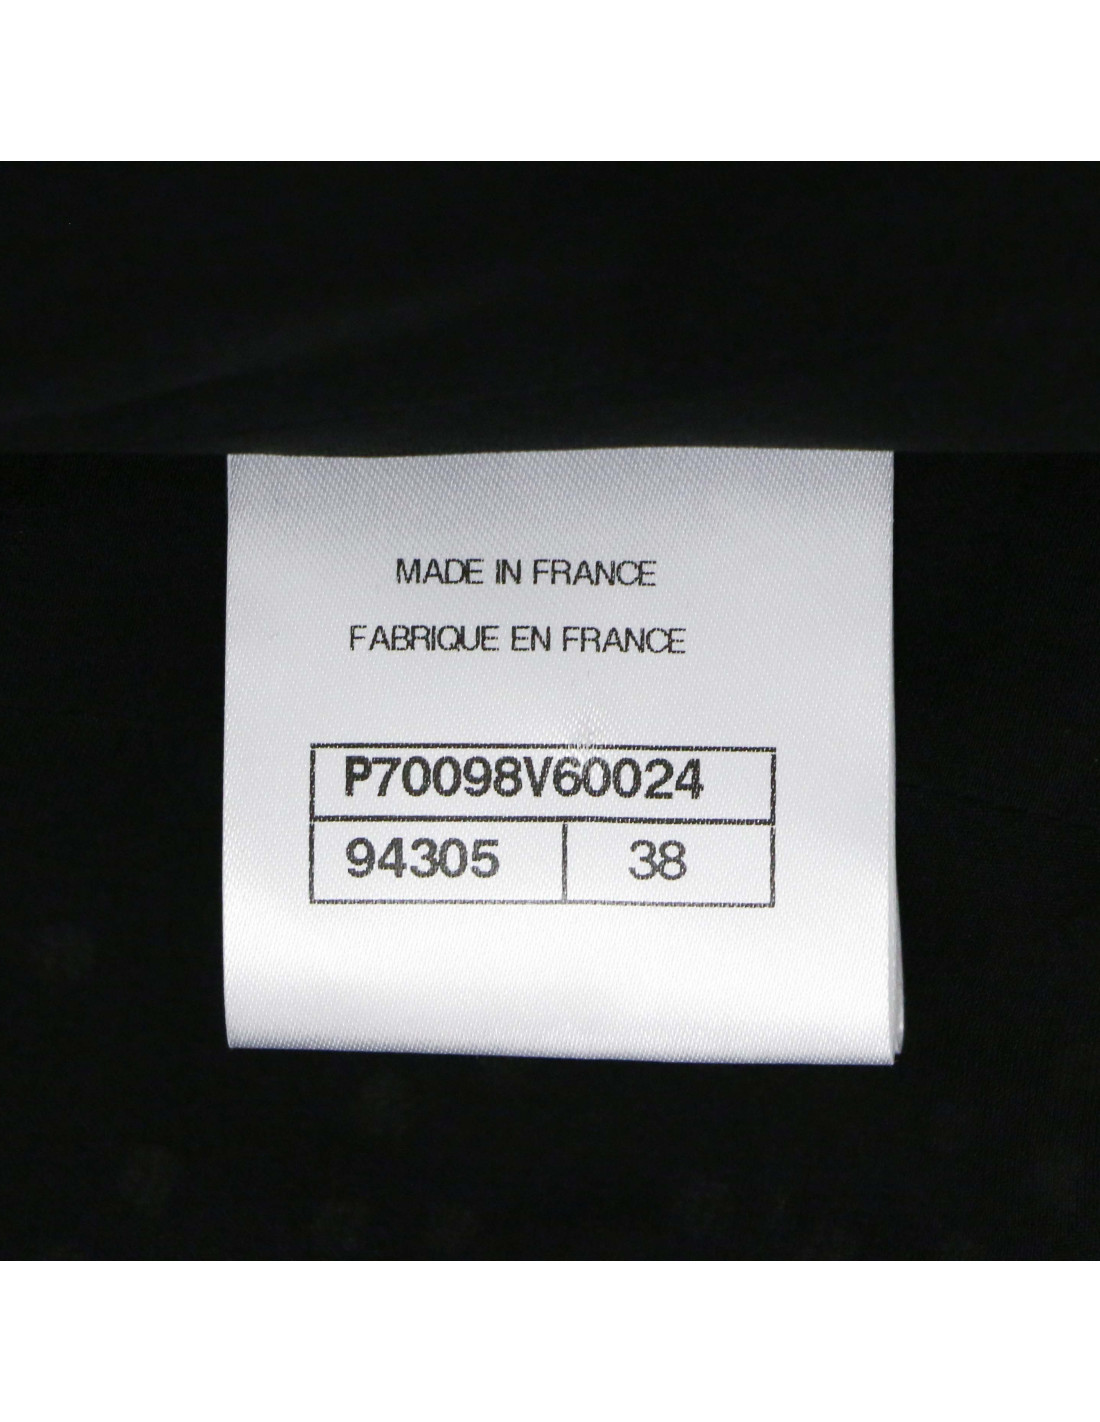 MADE IN FRANCE
FABRIQUE EN FRANCE
P70098V60024
94305 38